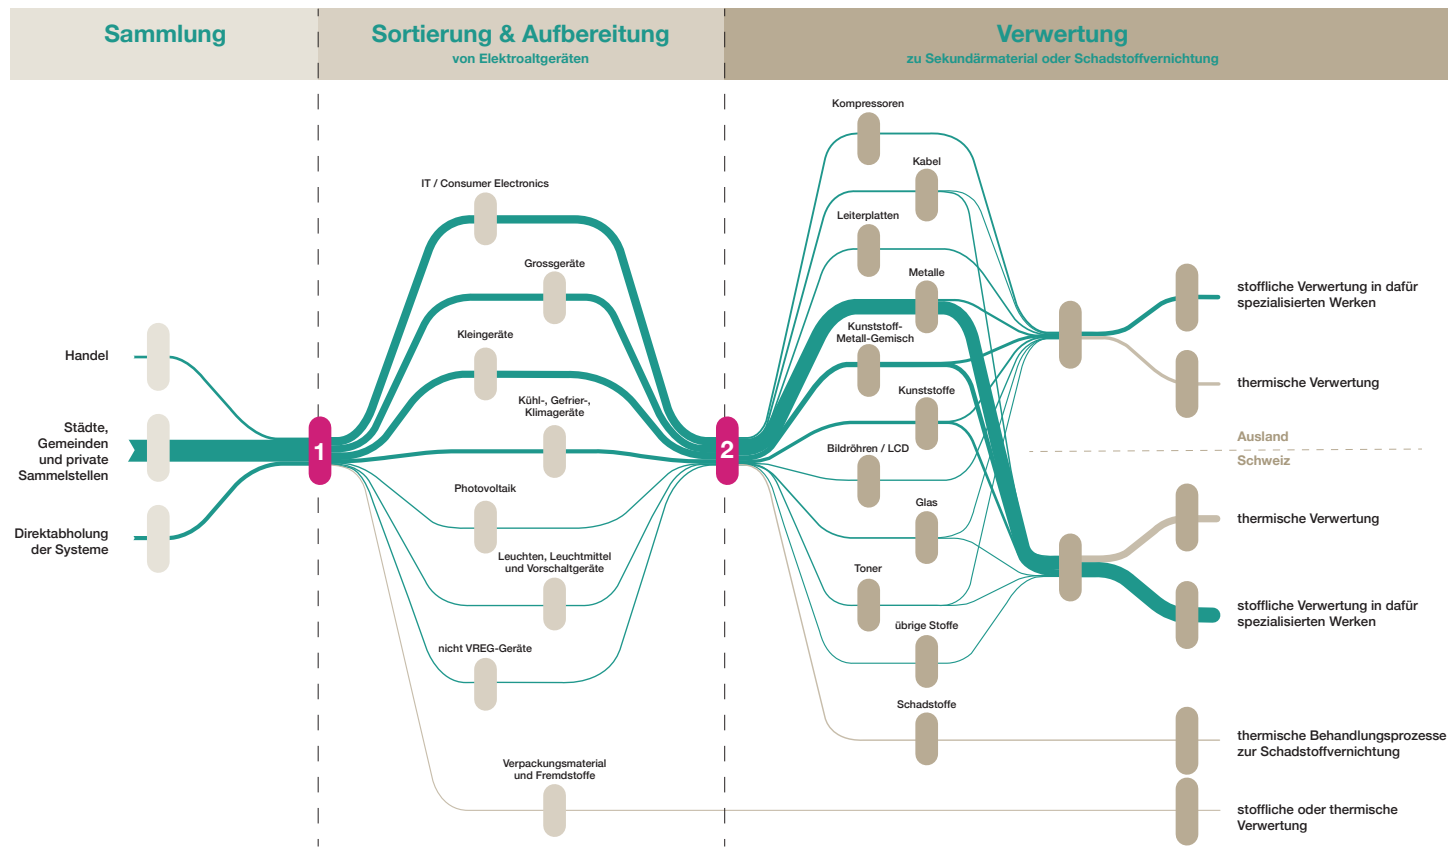 Sammlung
Sortierung & Aufbereitung
von Elektroaltgeräten
Verwertung
zu Sekundärmaterial oder Schadstoffvernichtung
Handel
Städte,
Gemeinden
und private
Sammelstellen
Direktabholung
der Systeme
1
IT / Consumer Electronics
Grossgeräte
Kleingeräte
Kühl-, Gefrier-,
Klimageräte
Photovoltaik
Leuchten, Leuchtmittel
und Vorschaltgeräte
nicht VREG-Geräte
Verpackungsmaterial
und Fremdstoffe
2
Kompressoren
Kabel
Leiterplatten
Metalle
Kunststoff-
Metall-Gemisch
Kunststoffe
Bildröhren / LCD
Glas
Toner
übrige Stoffe
Schadstoffe
stoffliche Verwertung in dafür
spezialisierten Werken
thermische Verwertung
Ausland
Schweiz
thermische Verwertung
stoffliche Verwertung in dafür
spezialisierten Werken
thermische Behandlungsprozesse
zur Schadstoffvernichtung
stoffliche oder thermische
Verwertung